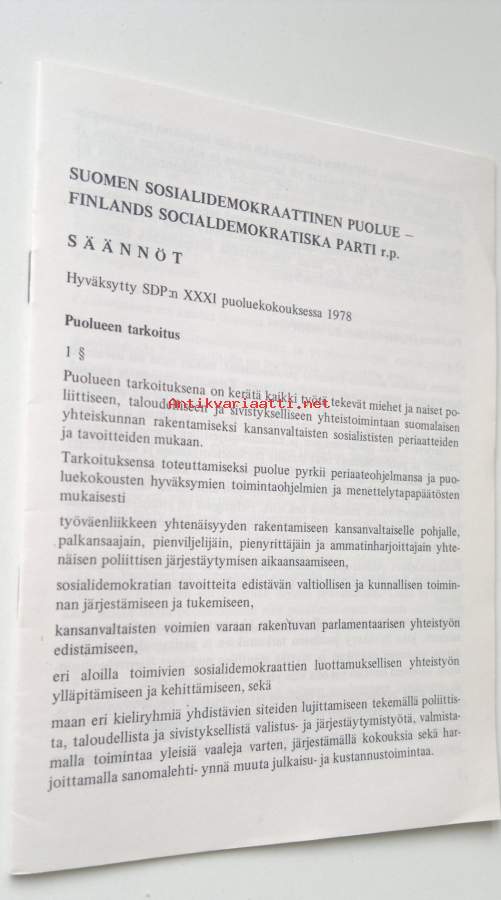 SUOMEN SOSIALIDEMOKRAATTINEN PUOLUE –
FINLANDS SOCIALDEMOKRATISKA PARTI r.p.
SÄÄNNÖT
Hyväksytty SDP:n XXXI puoluekokouksessa 1978
Puolueen tarkoitus
1 §
Puolueen tarkoituksena on kerätä kaikki työtä tekevät miehet ja naiset po-
Antikvariaatti.net
liittiseen, taloudelliseen ja sivistykselliseen yhteistoimintaan suomalaisen
yhteiskunnan rakentamiseksi kansanvaltaisten sosialististen periaatteiden
ja tavoitteiden mukaan.
Tarkoituksensa toteuttamiseksi puolue pyrkii periaateohjelmansa ja puo-
luekokousten hyväksymien toimintaohjelmien ja menettelytapapäätösten
mukaisesti
työväenliikkeen yhtenäisyyden rakentamiseen kansanvaltaiselle pohjalle,
palkansaajain, pienviljelijäin, pienyrittäjäin ja ammatinharjoittajain yhte-
näisen poliittisen järjestäytymisen aikaansaamiseen,
sosialidemokratian tavoitteita edistävän valtiollisen ja kunnallisen toimin-
nan järjestämiseen ja tukemiseen,
kansanvaltaisten voimien varaan rakentuvan parlamentaarisen yhteistyön
edistämiseen,
eri aloilla toimivien sosialidemokraattien luottamuksellisen yhteistyön
ylläpitämiseen ja kehittämiseen, sekä
maan eri kieliryhmiä yhdistävien siteiden lujittamiseen tekemällä poliittis-
ta, taloudellista ja sivistyksellistä valistus- ja järjestäytymistyötä, valmista-
malla toimintaa yleisiä vaaleja varten, järjestämällä kokouksia sekä har-
joittamalla sanomalehti- ynnä muuta julkaisu- ja kustannustoimintaa.